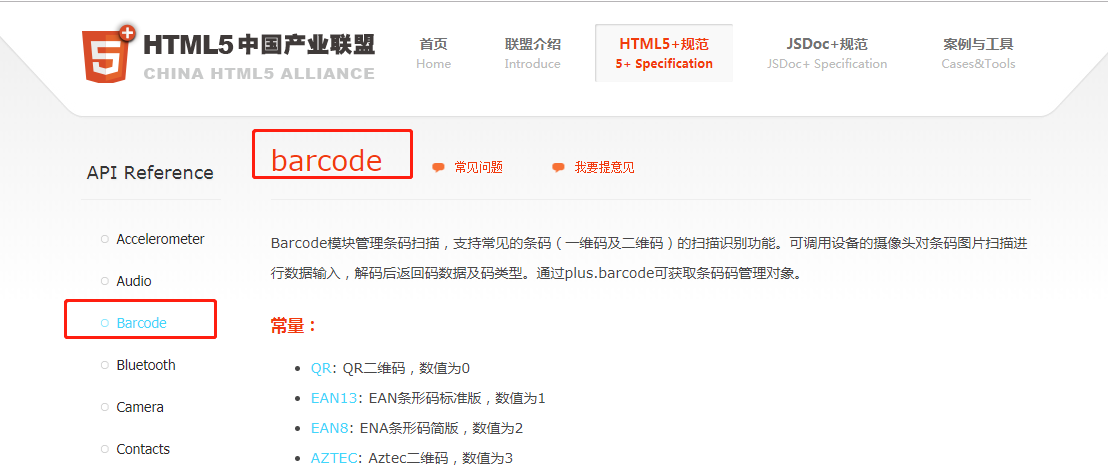 HTML5中国产业联盟
CHINA HTML5 ALLIANCE
首页
Home
联盟介绍
Introduce
HTML5+规范
5+ Specification
JSDoc+规范
JSDoc+ Specification
案例与工具
Cases&Tools
API Reference
Accelerometer
Audio
Barcode
Bluetooth
Camera
Contacts
barcode
常见问题
我要提意见
Barcode模块管理条码扫描，支持常见的条码（一维码及二维码）的扫描识别功能。可调用设备的摄像头对条码图片扫描进
行数据输入，解码后返回码数据及码类型。通过plus.barcode可获取条码码管理对象。
常量：
QR: QR二维码，数值为0
EAN13: EAN条形码标准版，数值为1
EAN8: ENA条形码简版，数值为2
AZTEC: Aztec二维码，数值为3